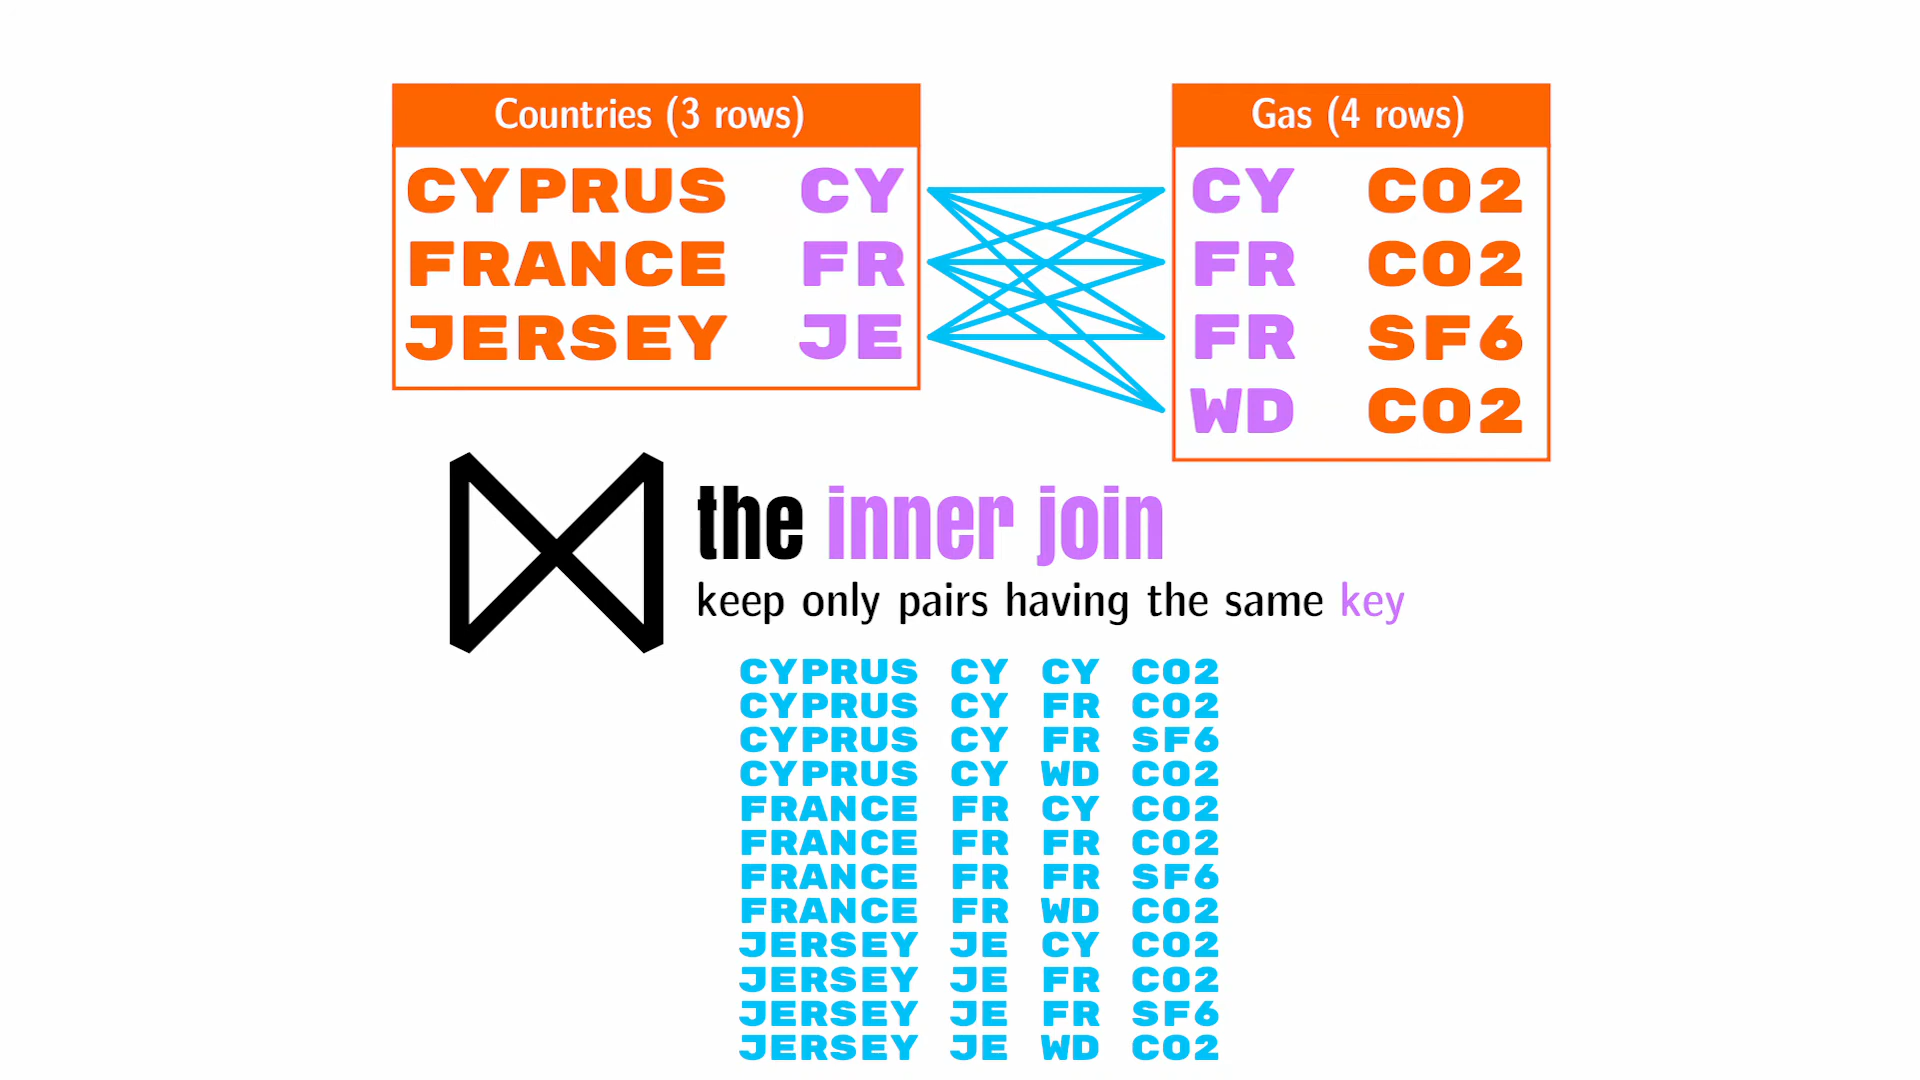 Countries (3 rows)
CYPRUS CY
FRANCE FR
JERSEY JE
Gas (4 rows)
CY CO2
FR CO2
FR SF6
WD CO2
the inner join
keep only pairs having the same key
CYPRUS CY CY CO2
CYPRUS CY FR CO2
CYPRUS CY FR SF6
CYPRUS CY WD CO2
FRANCE FR CY CO2
FRANCE FR FR CO2
FRANCE FR FR SF6
FRANCE FR WD CO2
JERSEY JE CY CO2
JERSEY JE FR CO2
JERSEY JE FR SF6
JERSEY JE WD CO2